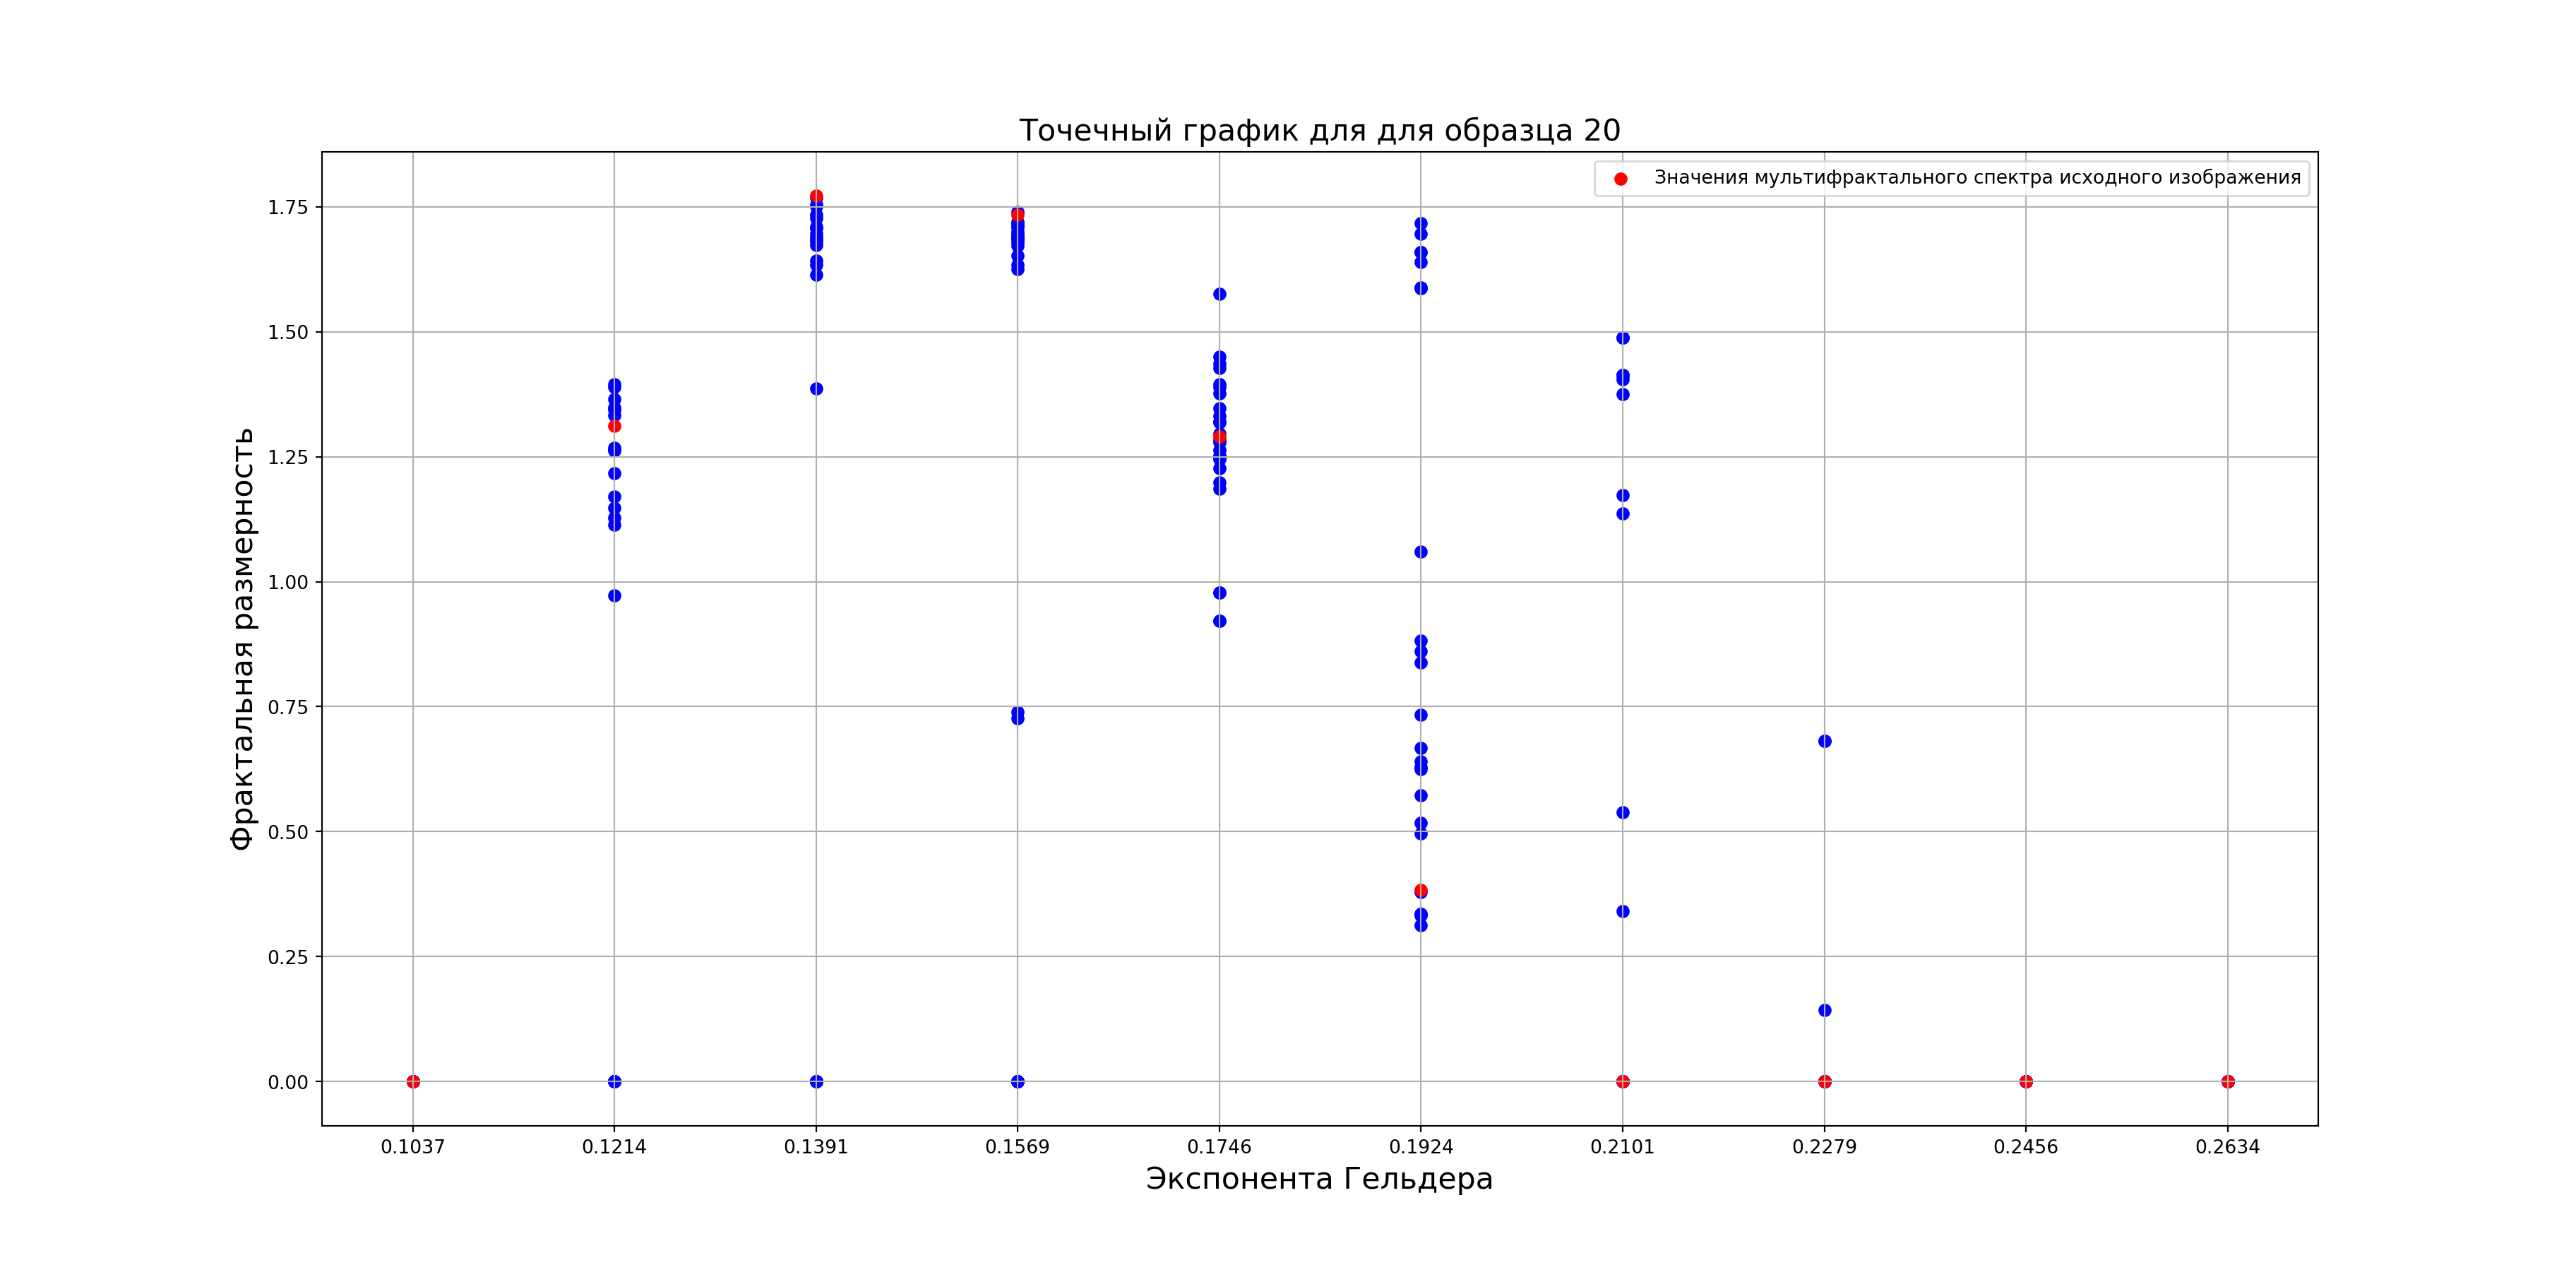 Точечный график для для образца 20
Значения мультифрактального спектра исходного изображения
Фрактальная размерность
1.75
1.50
1.25
1.00
0.75
0.50
0.25
0.00
0.1037 0.1214 0.1391 0.1569 0.1746 0.1924 0.2101 0.2279 0.2456 0.2634
Экспонента Гельдера